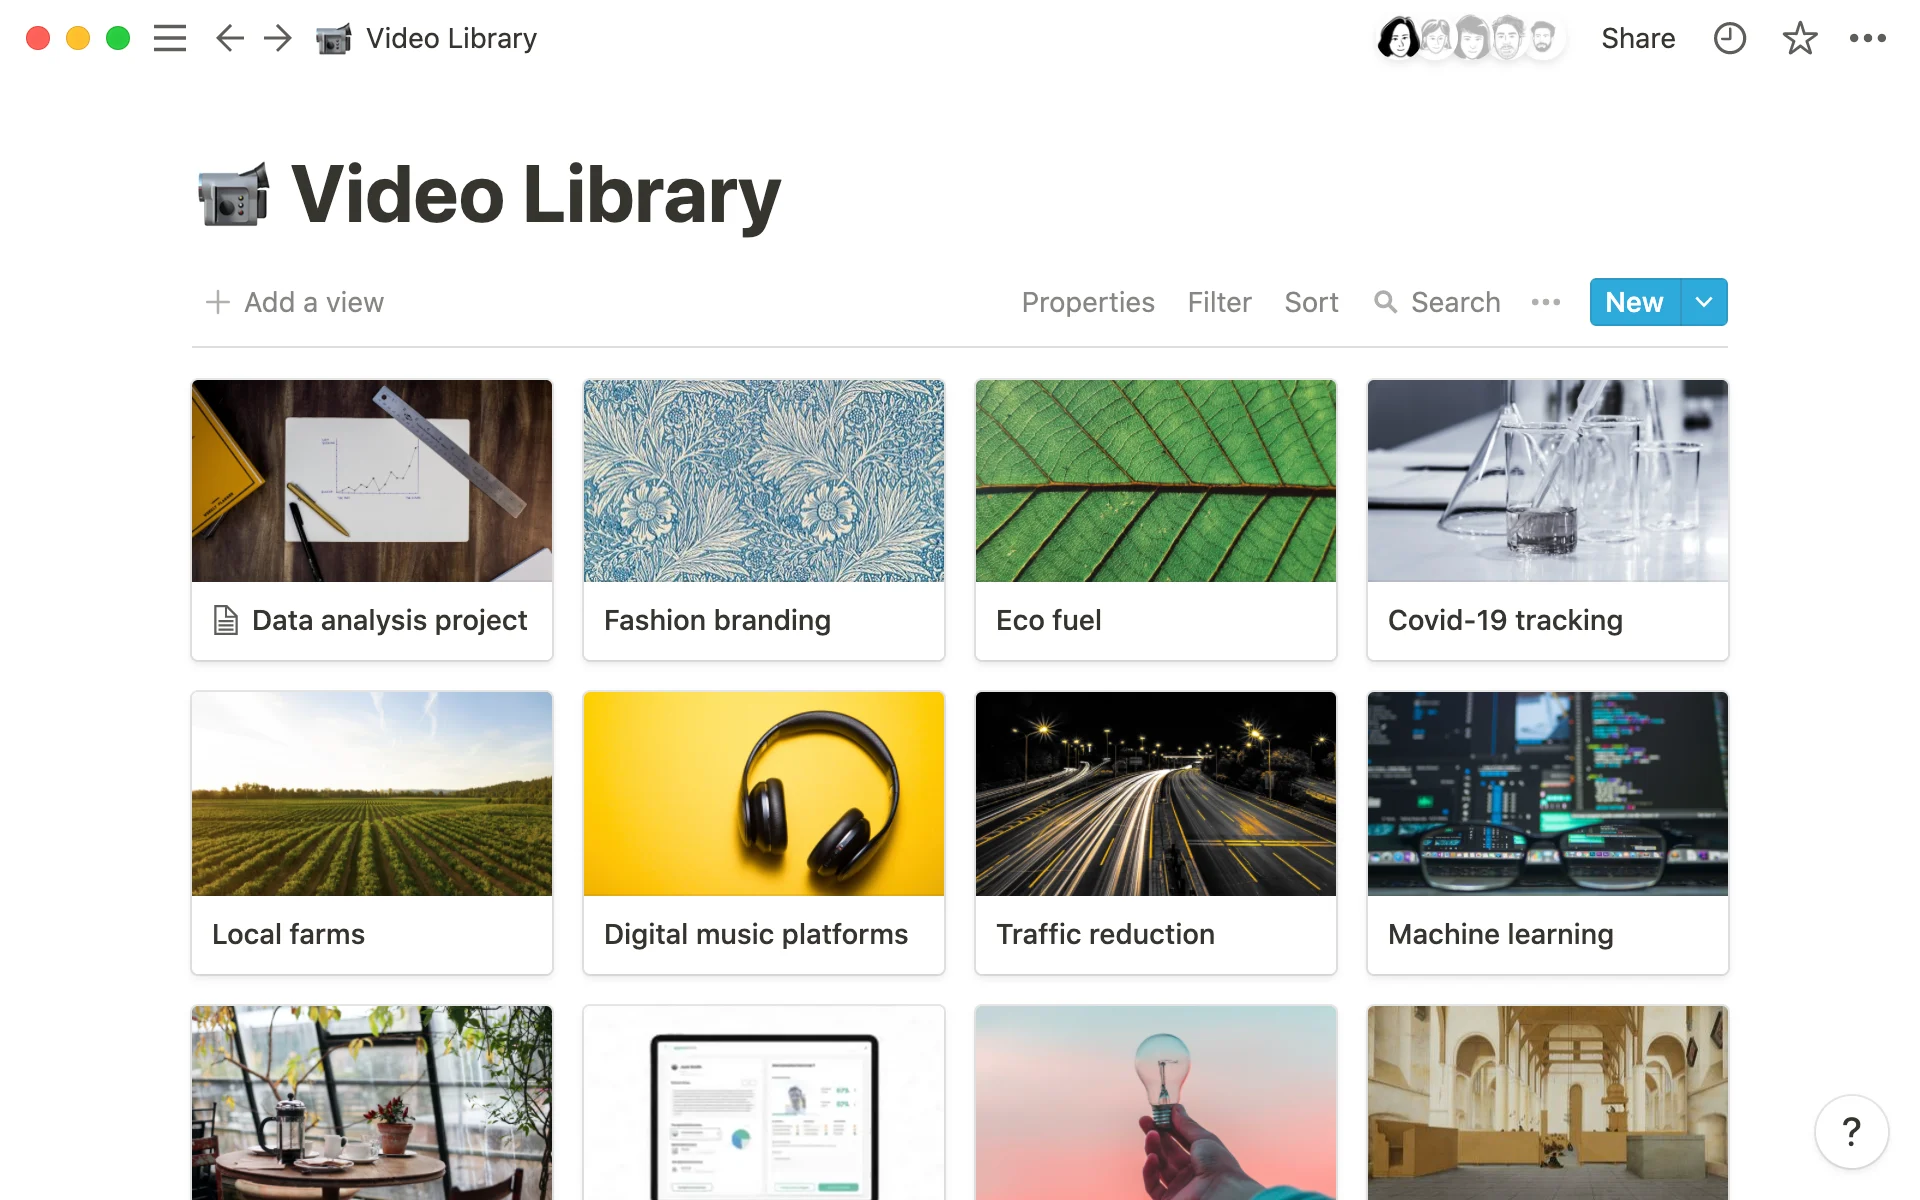 Video Library
Share
Video Library
Add a view
Properties Filter Sort Search New
Data analysis project
Fashion branding
Eco fuel
Covid-19 tracking
Local farms
Digital music platforms
Traffic reduction
Machine learning
?